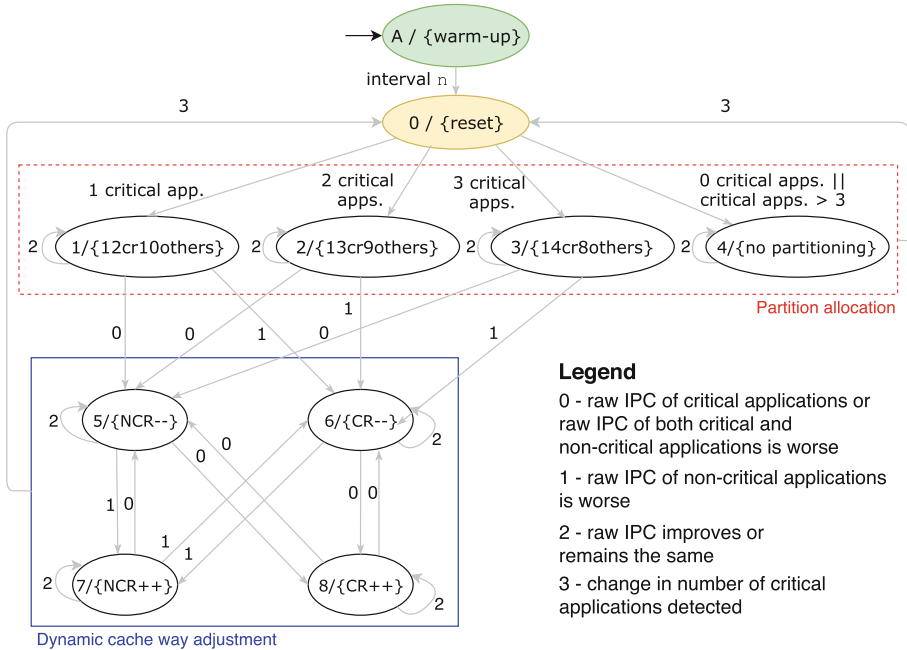 A / {warm-up}
interval n
3
3
0 / {reset}
1 critical app.
2 critical
apps.
3 critical
apps.
0 critical apps. ||
critical apps. > 3
2
1/{12cr10others}
2
2/{13cr9others}
2
3/{14cr8others}
2
4/{no partitioning}
Partition allocation
0
0
1
1
0
1
2
5/{NCR--}
6/{CR--}
2
0
0
1
0
0
0
1
1
2
7/{NCR++}
8/{CR++}
2
Dynamic cache way adjustment
Legend
0 - raw IPC of critical applications or
raw IPC of both critical and
non-critical applications is worse
1 - raw IPC of non-critical applications
is worse
2 - raw IPC improves or
remains the same
3 - change in number of critical
applications detected